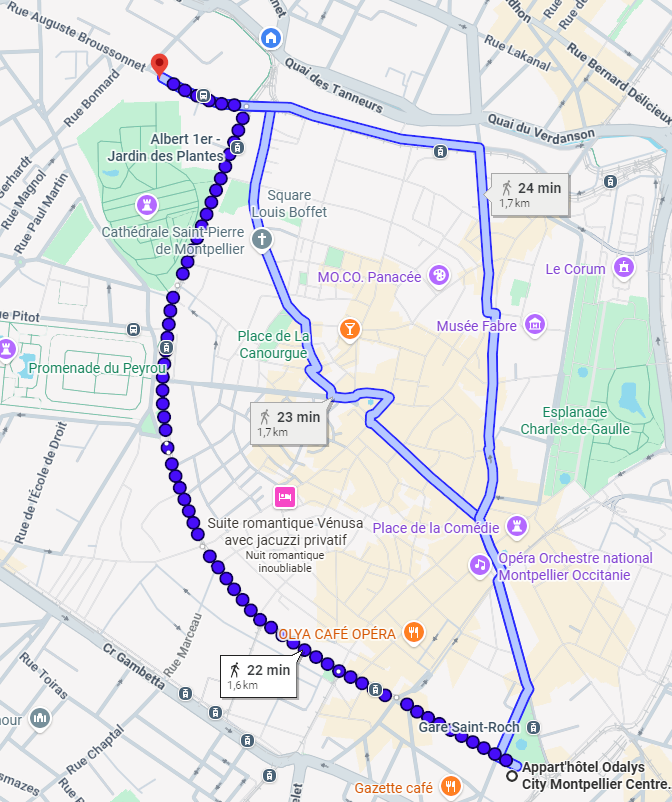 Rue Auguste Broussonnet
Quai des Tanneurs
Rue Lakanal
Rue Bernard Délicieux
Rue Bonnard
Quai du Verdanson
Albert 1er -
Jardin des Plantes
Gerhardt
Rue Magnol
Rue Paul Martin
24 min
1,7 km
Square
Louis Boffet
Cathédrale Saint-Pierre
de Montpellier
MO.CO. Panacée
Le Corum
ue Pitot
Musée Fabre
Place de La
Canourgue
Promenade du Peyrou
23 min
1,7 km
Esplanade
Charles-de-Gaulle
Rue de l'École de Droit
Suite romantique Vénusa
avec jacuzzi privatif
Nuit romantique
inoubliable
Place de la Comédie
Opéra Orchestre national
Montpellier Occitanie
OLYA CAFÉ OPÉRA
Rue Marceau
Cr Gambetta
22 min
1,6 km
Rue Toiras
Rue Chaptal
Gare Saint-Roch
Appart'hôtel Odalys
City Montpellier Centre.
Gazette café